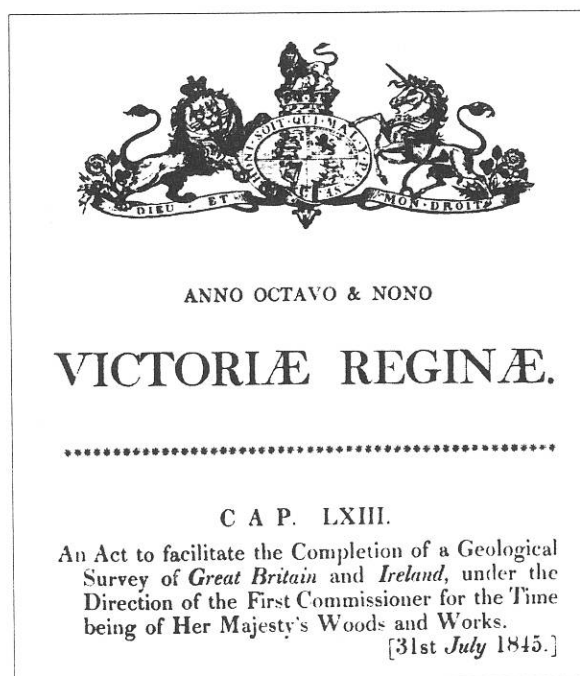 HONI · SOIT · QUI · MAL · Y
DIEU · ET · MON · DROIT
ANNO OCTAVO & NONO
VICTORIÆ REGINÆ.
C A P. LXIII.
An Act to facilitate the Completion of a Geological
Survey of Great Britain and Ireland, under the
Direction of the First Commissioner for the Time
being of Her Majesty's Woods and Works.
[31st July 1845.]